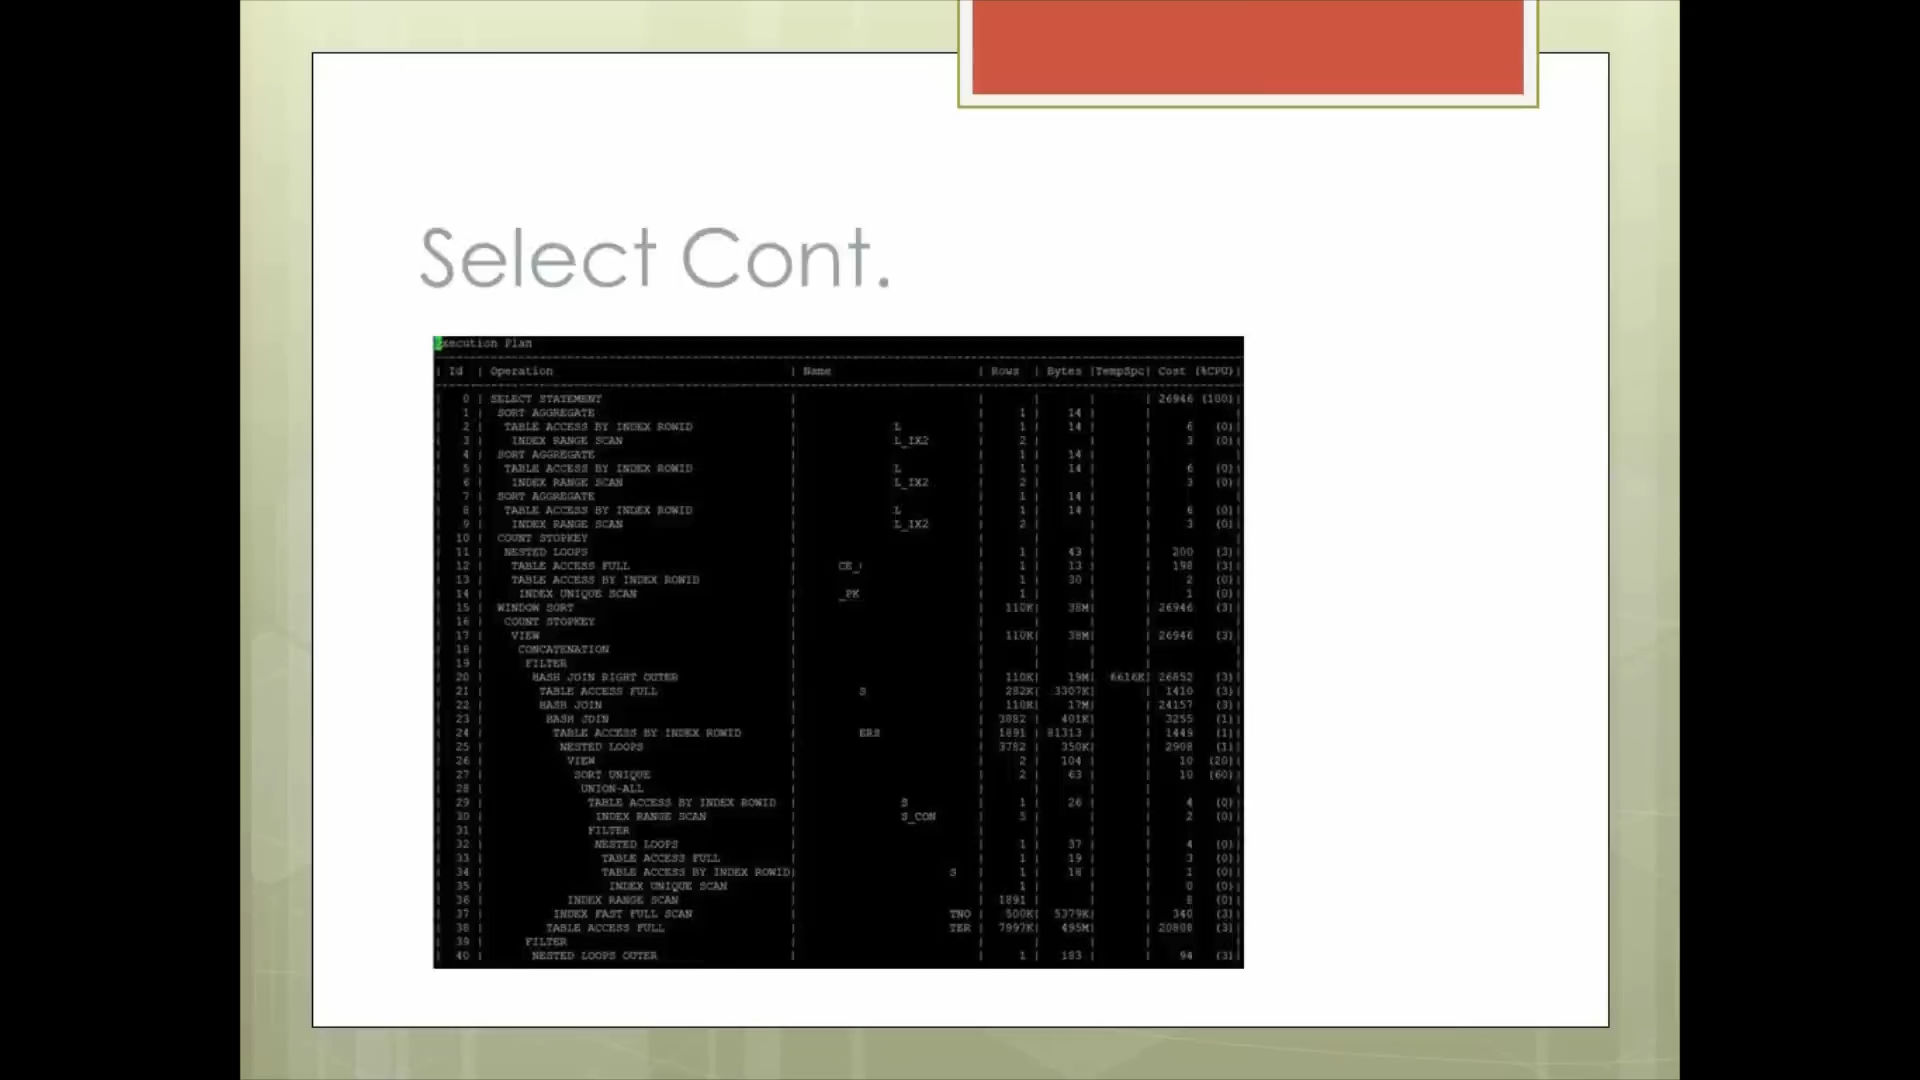 Select Cont.
Execution Plan
| Id | Operation | Name | Rows | Bytes |TempSpc| Cost (%CPU)|
| 0 | SELECT STATEMENT | | | | | 26946 (100)|
| 1 | SORT AGGREGATE | | 1 | 14 | | |
| 2 | TABLE ACCESS BY INDEX ROWID | L | 1 | 14 | | 6 (0)|
| 3 | INDEX RANGE SCAN | L_IX2 | 2 | | | 3 (0)|
| 4 | SORT AGGREGATE | | 1 | 14 | | |
| 5 | TABLE ACCESS BY INDEX ROWID | L | 1 | 14 | | 6 (0)|
| 6 | INDEX RANGE SCAN | L_IX2 | 2 | | | 3 (0)|
| 7 | SORT AGGREGATE | | 1 | 14 | | |
| 8 | TABLE ACCESS BY INDEX ROWID | L | 1 | 14 | | 6 (0)|
| 9 | INDEX RANGE SCAN | L_IX2 | 2 | | | 3 (0)|
| 10 | COUNT STOPKEY | | | | | |
| 11 | NESTED LOOPS | | 1 | 43 | | 200 (3)|
| 12 | TABLE ACCESS FULL | CE_ | 1 | 13 | | 198 (3)|
| 13 | TABLE ACCESS BY INDEX ROWID | | 1 | 30 | | 2 (0)|
| 14 | INDEX UNIQUE SCAN | _PK | 1 | | | 1 (0)|
| 15 | WINDOW SORT | | 110K| 38M| | 26946 (3)|
| 16 | COUNT STOPKEY | | | | | |
| 17 | VIEW | | 110K| 38M| | 26946 (3)|
| 18 | CONCATENATION | | | | | |
| 19 | FILTER | | | | | |
| 20 | HASH JOIN RIGHT OUTER | | 110K| 19M| 6616K| 26852 (3)|
| 21 | TABLE ACCESS FULL | S | 282K| 3307K| | 1410 (3)|
| 22 | HASH JOIN | | 110K| 17M| | 24157 (3)|
| 23 | HASH JOIN | | 3882 | 401K| | 3255 (1)|
| 24 | TABLE ACCESS BY INDEX ROWID | ERS | 1891 | 81313 | | 1449 (1)|
| 25 | NESTED LOOPS | | 3782 | 350K| | 2908 (1)|
| 26 | VIEW | | 2 | 104 | | 10 (20)|
| 27 | SORT UNIQUE | | 2 | 63 | | 10 (60)|
| 28 | UNION-ALL | | | | | |
| 29 | TABLE ACCESS BY INDEX ROWID | S | 1 | 26 | | 4 (0)|
| 30 | INDEX RANGE SCAN | S_CON | 5 | | | 2 (0)|
| 31 | FILTER | | | | | |
| 32 | NESTED LOOPS | | 1 | 37 | | 4 (0)|
| 33 | TABLE ACCESS FULL | | 1 | 19 | | 3 (0)|
| 34 | TABLE ACCESS BY INDEX ROWID| S | 1 | 18 | | 1 (0)|
| 35 | INDEX UNIQUE SCAN | | 1 | | | 0 (0)|
| 36 | INDEX RANGE SCAN | | 1891 | | | 8 (0)|
| 37 | INDEX FAST FULL SCAN | TNO | 500K| 5379K| | 340 (3)|
| 38 | TABLE ACCESS FULL | TER | 7997K| 495M| | 20800 (3)|
| 39 | FILTER | | | | | |
| 40 | NESTED LOOPS OUTER | | 1 | 183 | | 94 (3)|